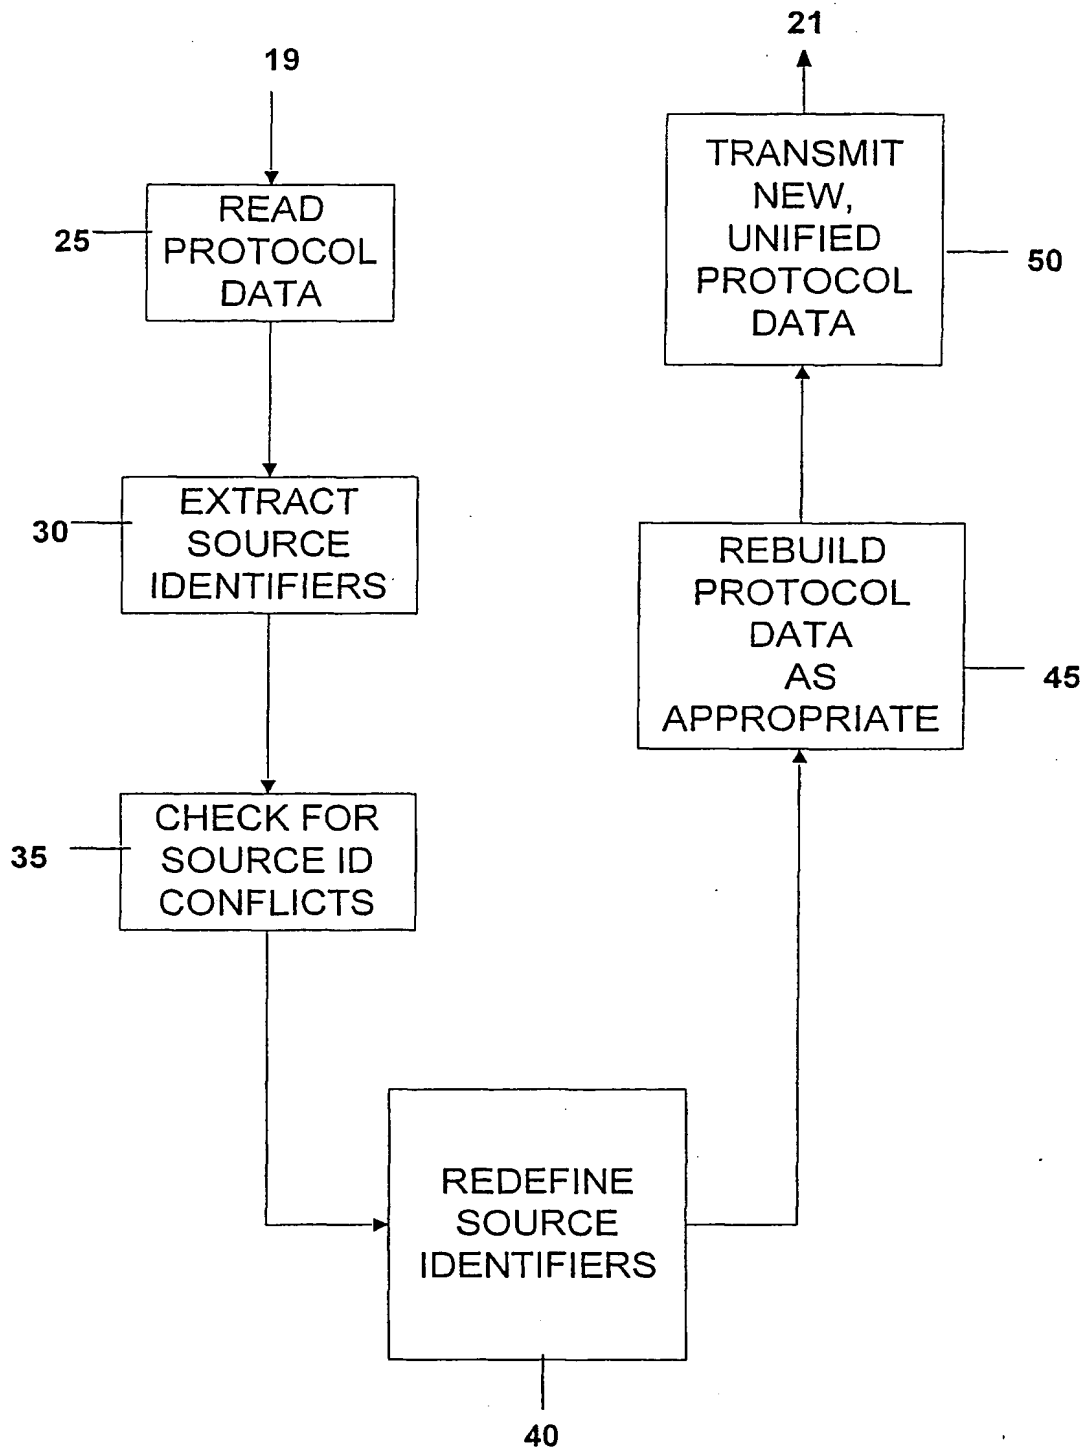 19
READ
PROTOCOL
DATA
25
EXTRACT
SOURCE
IDENTIFIERS
30
CHECK FOR
SOURCE ID
CONFLICTS
35
REDEFINE
SOURCE
IDENTIFIERS
40
REBUILD
PROTOCOL
DATA
AS
APPROPRIATE
45
TRANSMIT
NEW,
UNIFIED
PROTOCOL
DATA
50
21